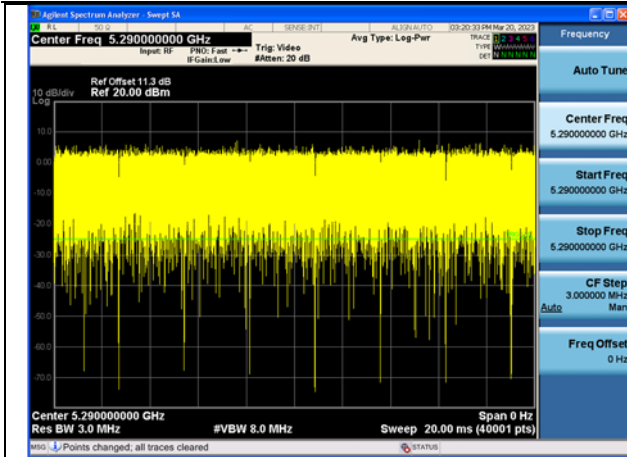 Agilent Spectrum Analyzer - Swept SA
RL 50 Ω AC SENSE:INT ALIGN AUTO 03:20:33 PM Mar 20, 2023
Center Freq 5.290000000 GHz
Input: RF PNO: Fast Trig: Video Avg Type: Log-Pwr TRACE 1 2 3 4 5 6
IFGain:Low #Atten: 20 dB TYPE
DET N N N N N N
Ref Offset 11.3 dB
10 dB/div Ref 20.00 dBm
Log
10.0
0.00
-10.0
-20.0
-30.0
-40.0
-60.0
-70.0
Center 5.290000000 GHz Span 0 Hz
Res BW 3.0 MHz #VBW 8.0 MHz Sweep 20.00 ms (40001 pts)
MSG Points changed; all traces cleared STATUS
Frequency
Auto Tune
Center Freq
5.290000000 GHz
Start Freq
5.290000000 GHz
Stop Freq
5.290000000 GHz
CF Step
3.000000 MHz
Auto Man
Freq Offset
0 Hz